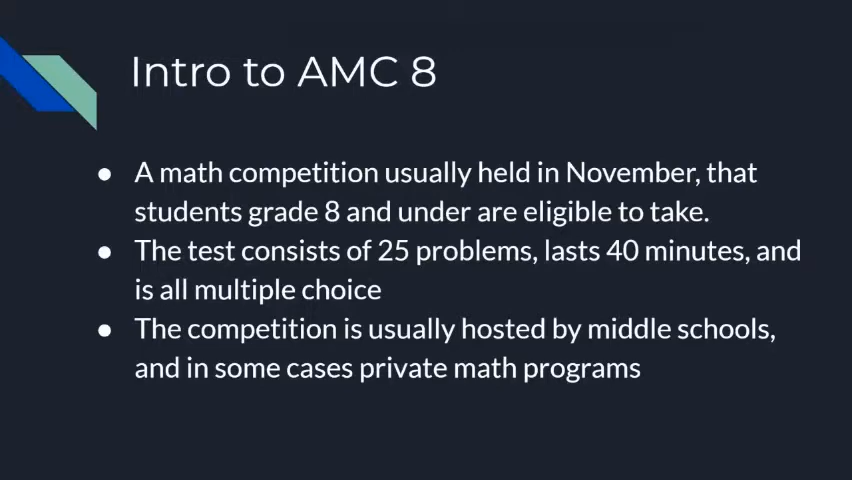 Intro to AMC 8
● A math competition usually held in November, that
students grade 8 and under are eligible to take.
● The test consists of 25 problems, lasts 40 minutes, and
is all multiple choice
● The competition is usually hosted by middle schools,
and in some cases private math programs